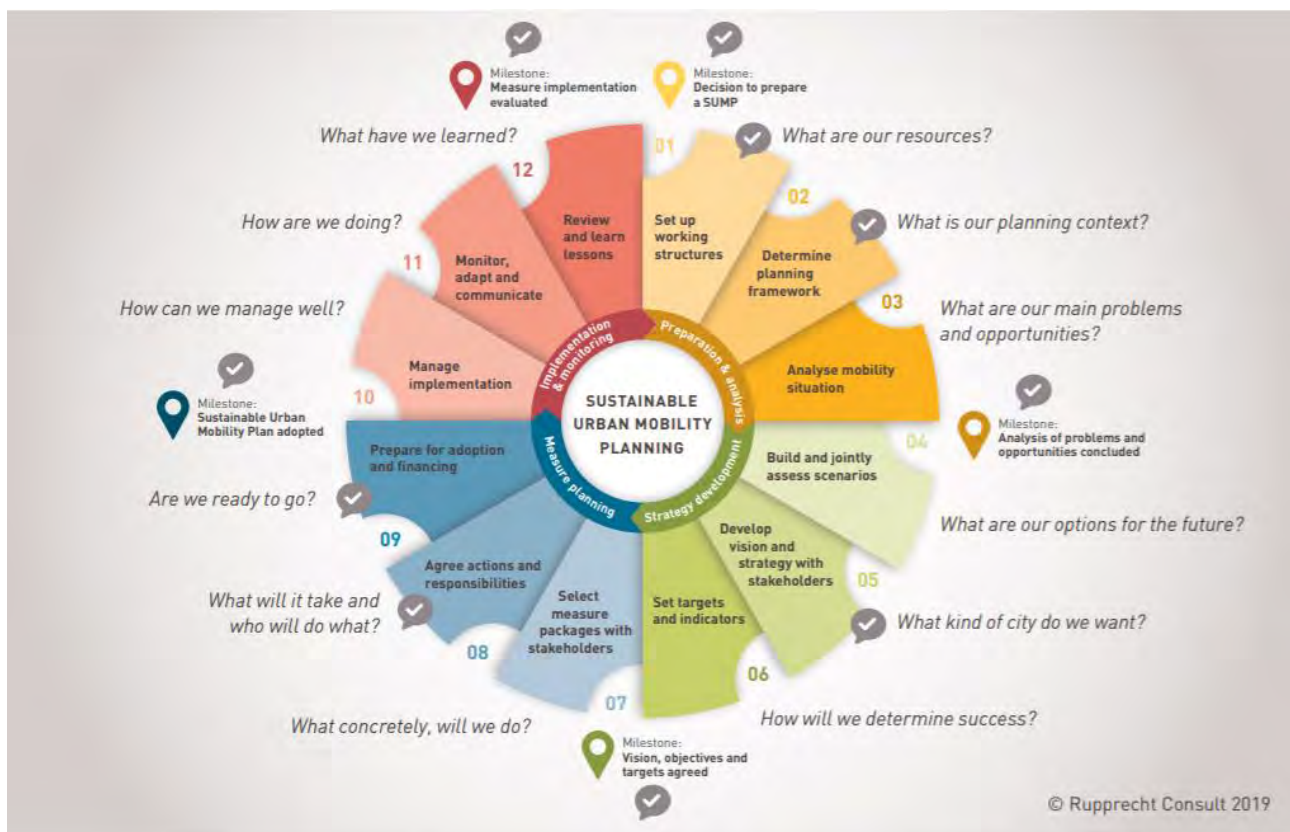 Milestone:
Measure implementation
evaluated
Milestone:
Decision to prepare
a SUMP
What have we learned?
What are our resources?
12
01
Review
and learn
lessons
Set up
working
structures
02
How are we doing?
What is our planning context?
11
Monitor,
adapt and
communicate
Determine
planning
framework
03
How can we manage well?
What are our main problems
and opportunities?
Manage
implementation
Analyse mobility
situation
10
Implementation
& monitoring
Preparation & analysis
SUSTAINABLE
URBAN MOBILITY
PLANNING
Measure planning
Strategy development
Milestone:
Sustainable Urban
Mobility Plan adopted
Milestone:
Analysis of problems and
opportunities concluded
Prepare for adoption
and financing
04
Build and jointly
assess scenarios
Are we ready to go?
What are our options for the future?
09
Agree actions and
responsibilities
Develop
vision and
strategy with
stakeholders
05
What will it take and
who will do what?
What kind of city do we want?
08
Select
measure
packages with
stakeholders
Set targets
and indicators
06
07
What concretely, will we do?
How will we determine success?
Milestone:
Vision, objectives and
targets agreed
© Rupprecht Consult 2019